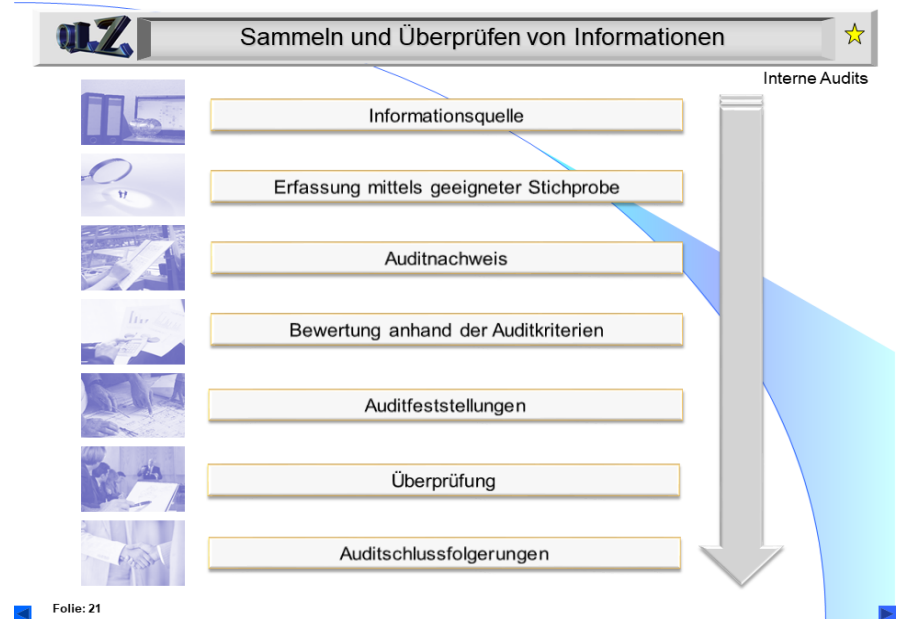 QLZ
Sammeln und Überprüfen von Informationen
Interne Audits
Informationsquelle
Erfassung mittels geeigneter Stichprobe
Auditnachweis
Bewertung anhand der Auditkriterien
Auditfeststellungen
Überprüfung
Auditschlussfolgerungen
Folie: 21